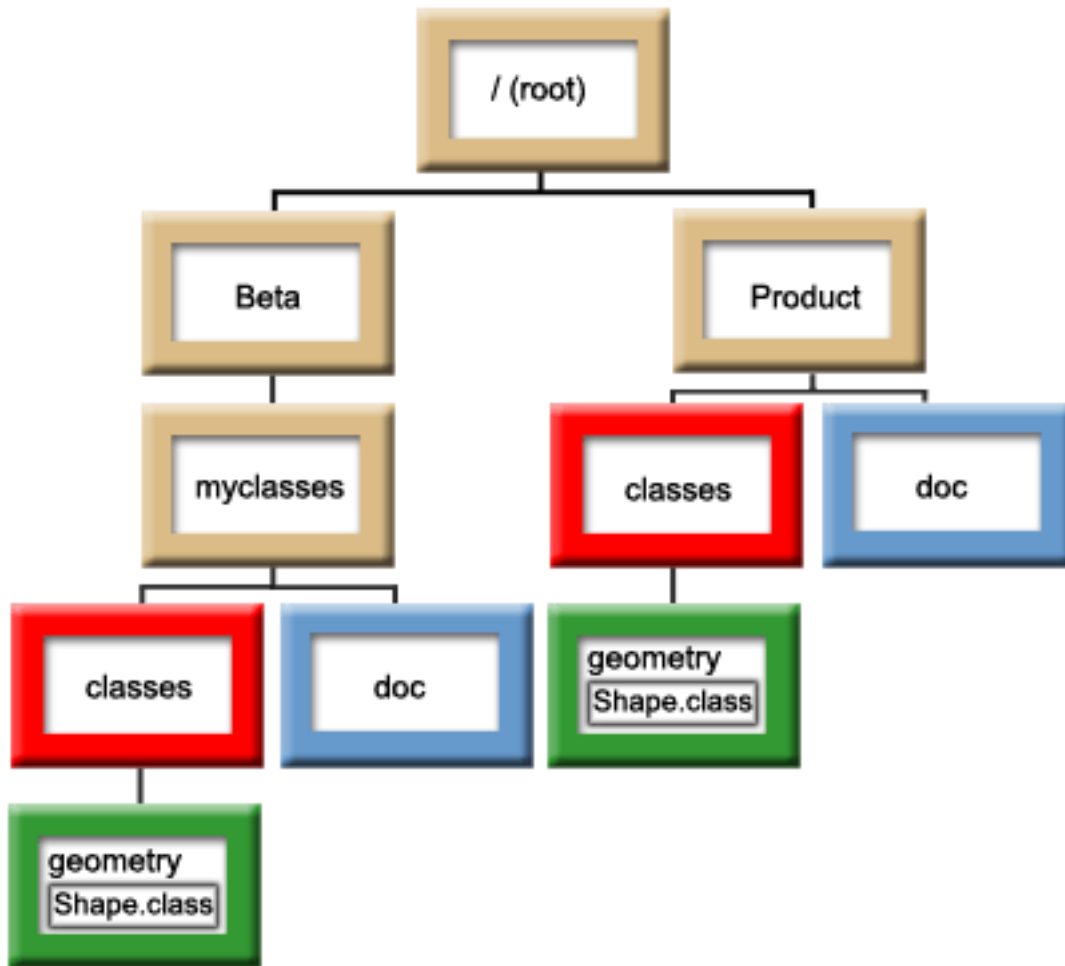 / (root)
Beta
Product
myclasses
classes
doc
classes
doc
geometry
Shape.class
geometry
Shape.class